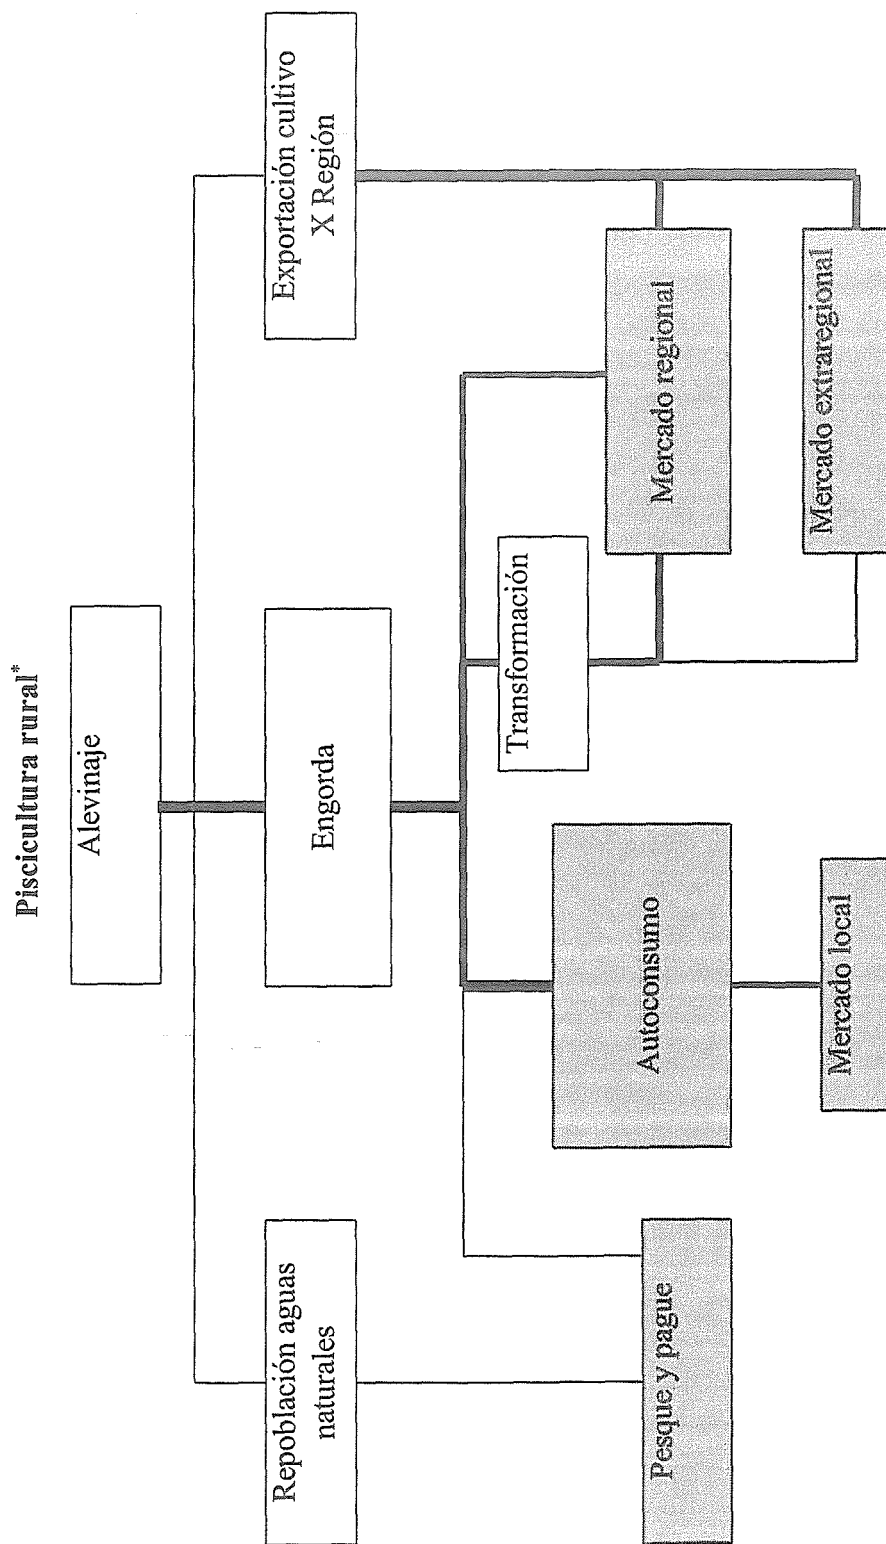 Piscicultura rural*
Alevinaje
Repoblación aguas
naturales
Engorda
Exportación cultivo
X Región
Transformación
Pesque y pague
Autoconsumo
Mercado regional
Mercado local
Mercado extraregional